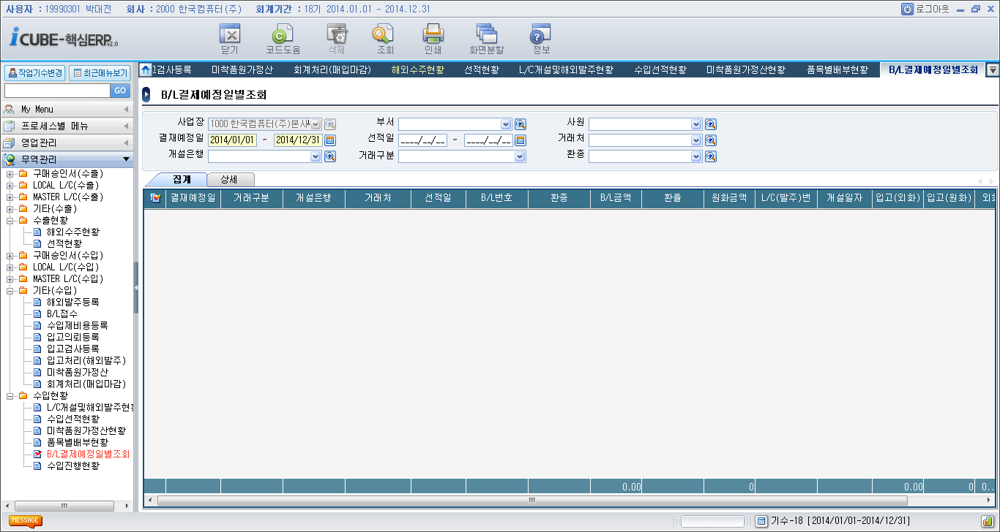 사용자 : 19990301 박대전 회사 : 2000 한국컴퓨터(주) 회계기간 : 18기 2014.01.01 ~ 2014.12.31 로그아웃
iCUBE-핵심ERP v2.0
닫기 코드도움 삭제 조회 인쇄 화면분할 정보
작업기수변경 최근메뉴보기
검사등록 미착품원가정산 회계처리(매입마감) 해외수주현황 선적현황 L/C개설및해외발주현황 수입선적현황 미착품원가정산현황 품목별배부현황 B/L결제예정일별조회
GO
B/L결제예정일별조회
My Menu
프로세스별 메뉴
영업관리
무역관리
사업장 1000 한국컴퓨터(주)본사 부서 사원
결재예정일 2014/01/01 ~ 2014/12/31 선적일 ____/__/__ ~ ____/__/__ 거래처
개설은행 거래구분 환종
집계 상세
결재예정일 거래구분 개설은행 거래처 선적일 B/L번호 환종 B/L금액 환율 원화금액 L/C(발주)번 개설일자 입고(외화) 입고(원화) 외화
구매승인서(수출)
LOCAL L/C(수출)
MASTER L/C(수출)
기타(수출)
수출현황
해외수주현황
선적현황
구매승인서(수입)
LOCAL L/C(수입)
MASTER L/C(수입)
기타(수입)
해외발주등록
B/L접수
수입제비용등록
입고의뢰등록
입고검사등록
입고처리(해외발주)
미착품원가정산
회계처리(매입마감)
수입현황
L/C개설및해외발주현황
수입선적현황
미착품원가정산현황
품목별배부현황
B/L결제예정일별조회
수입진행현황
0.00 0 0.00 0 0..
MESSAGE
기수-18 [2014/01/01-2014/12/31]